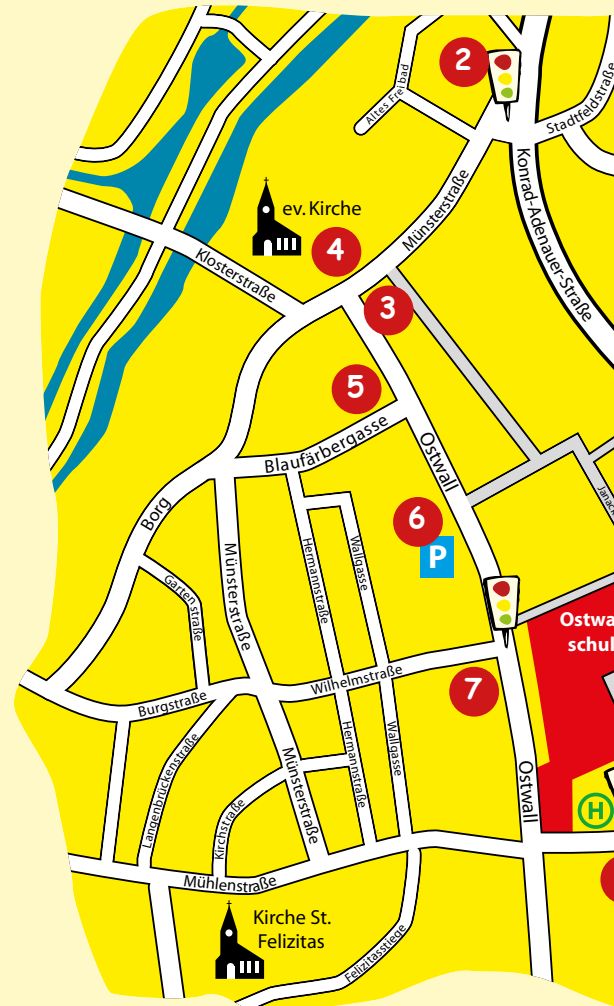 2
Altes Freibad
Stadtfeldstraße
Konrad-Adenauer-Straße
Münsterstraße
ev. Kirche
4
Klosterstraße
3
5
Blaufärbergasse
Ostwall
Borg
6
P
Münsterstraße
Hermannstraße
Wallgasse
Gartenstraße
Ostwa
schul
Wilhelmstraße
7
Burgstraße
Langenbrückenstraße
Münsterstraße
Hermannstraße
Wallgasse
Ostwall
Kirchstraße
H
Mühlenstraße
Kirche St.
Felizitas
Felizitasstiege